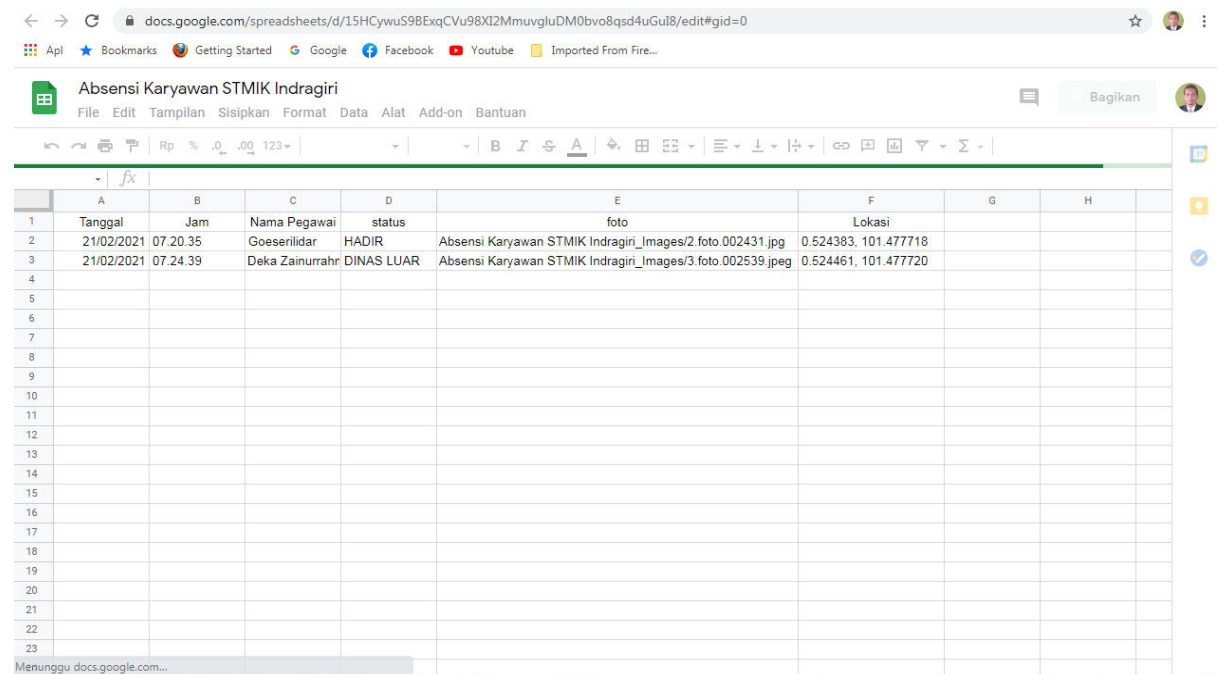 docs.google.com/spreadsheets/d/15HCywuS9BExqCVu98XI2MmuvgluDM0bvo8qsd4uGuI8/edit#gid=0
Apl Bookmarks Getting Started Google Facebook Youtube Imported From Fire...
Absensi Karyawan STMIK Indragiri
File Edit Tampilan Sisipkan Format Data Alat Add-on Bantuan
Bagikan
Rp % .0 .00 123 B I S A Σ
31
fx
A B C D E F G H
1 Tanggal Jam Nama Pegawai status foto Lokasi
2 21/02/2021 07.20.35 Goeserilidar HADIR Absensi Karyawan STMIK Indragiri_Images/2.foto.002431.jpg 0.524383, 101.477718
3 21/02/2021 07.24.39 Deka Zainurrahn DINAS LUAR Absensi Karyawan STMIK Indragiri_Images/3.foto.002539.jpeg 0.524461, 101.477720
4
5
6
7
8
9
10
11
12
13
14
15
16
17
18
19
20
21
22
23
Menunggu docs.google.com...